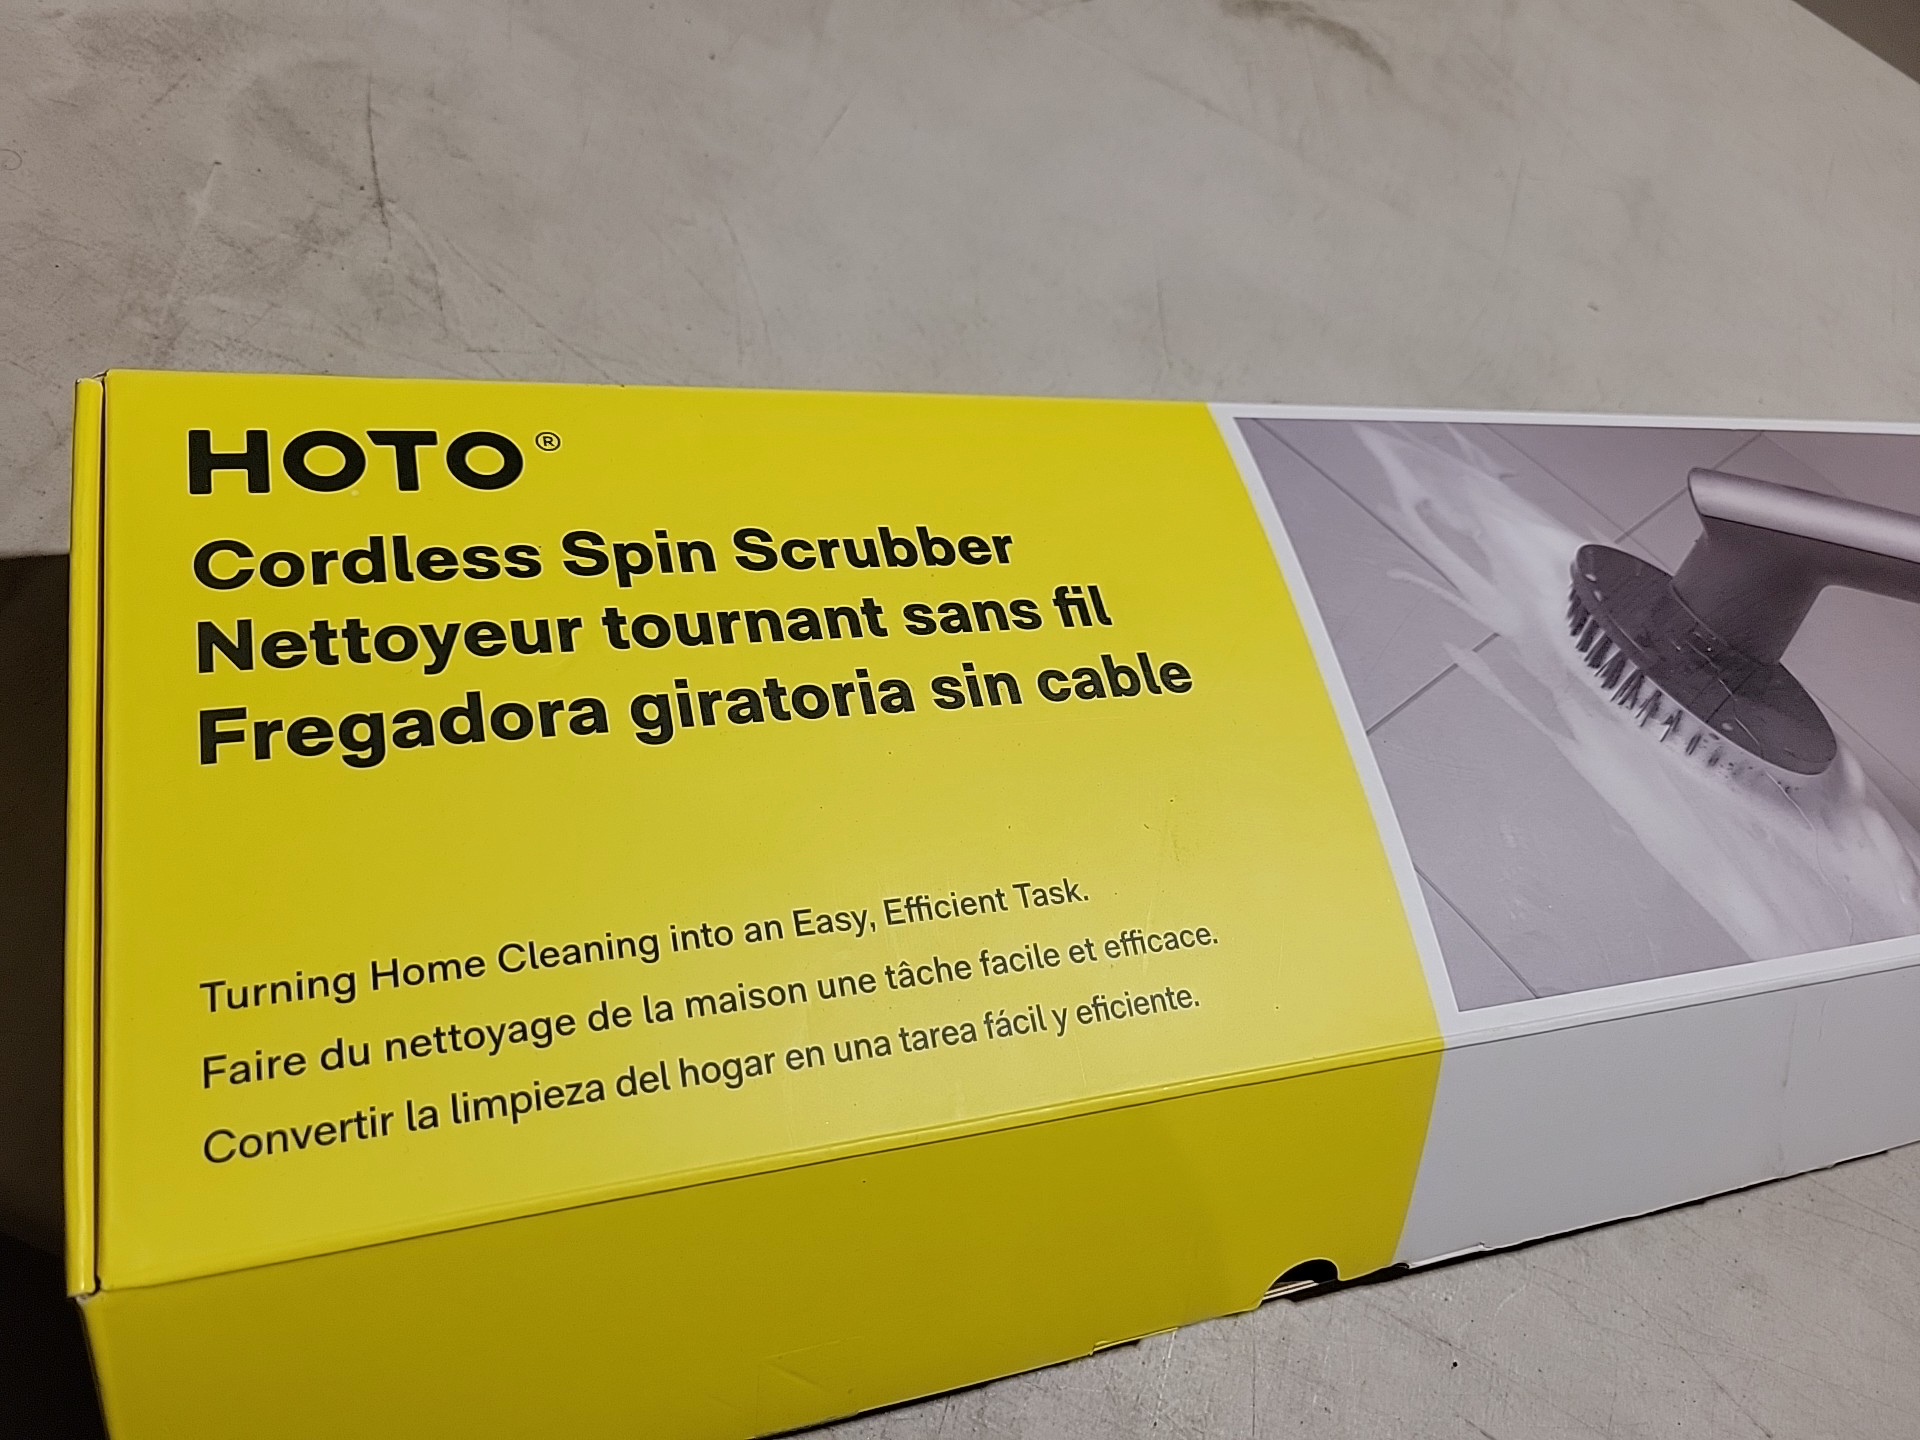 HOTO®
Cordless Spin Scrubber
Nettoyeur tournant sans fil
Fregadora giratoria sin cable
Turning Home Cleaning into an Easy, Efficient Task.
Faire du nettoyage de la maison une tâche facile et efficace.
Convertir la limpieza del hogar en una tarea fácil y eficiente.